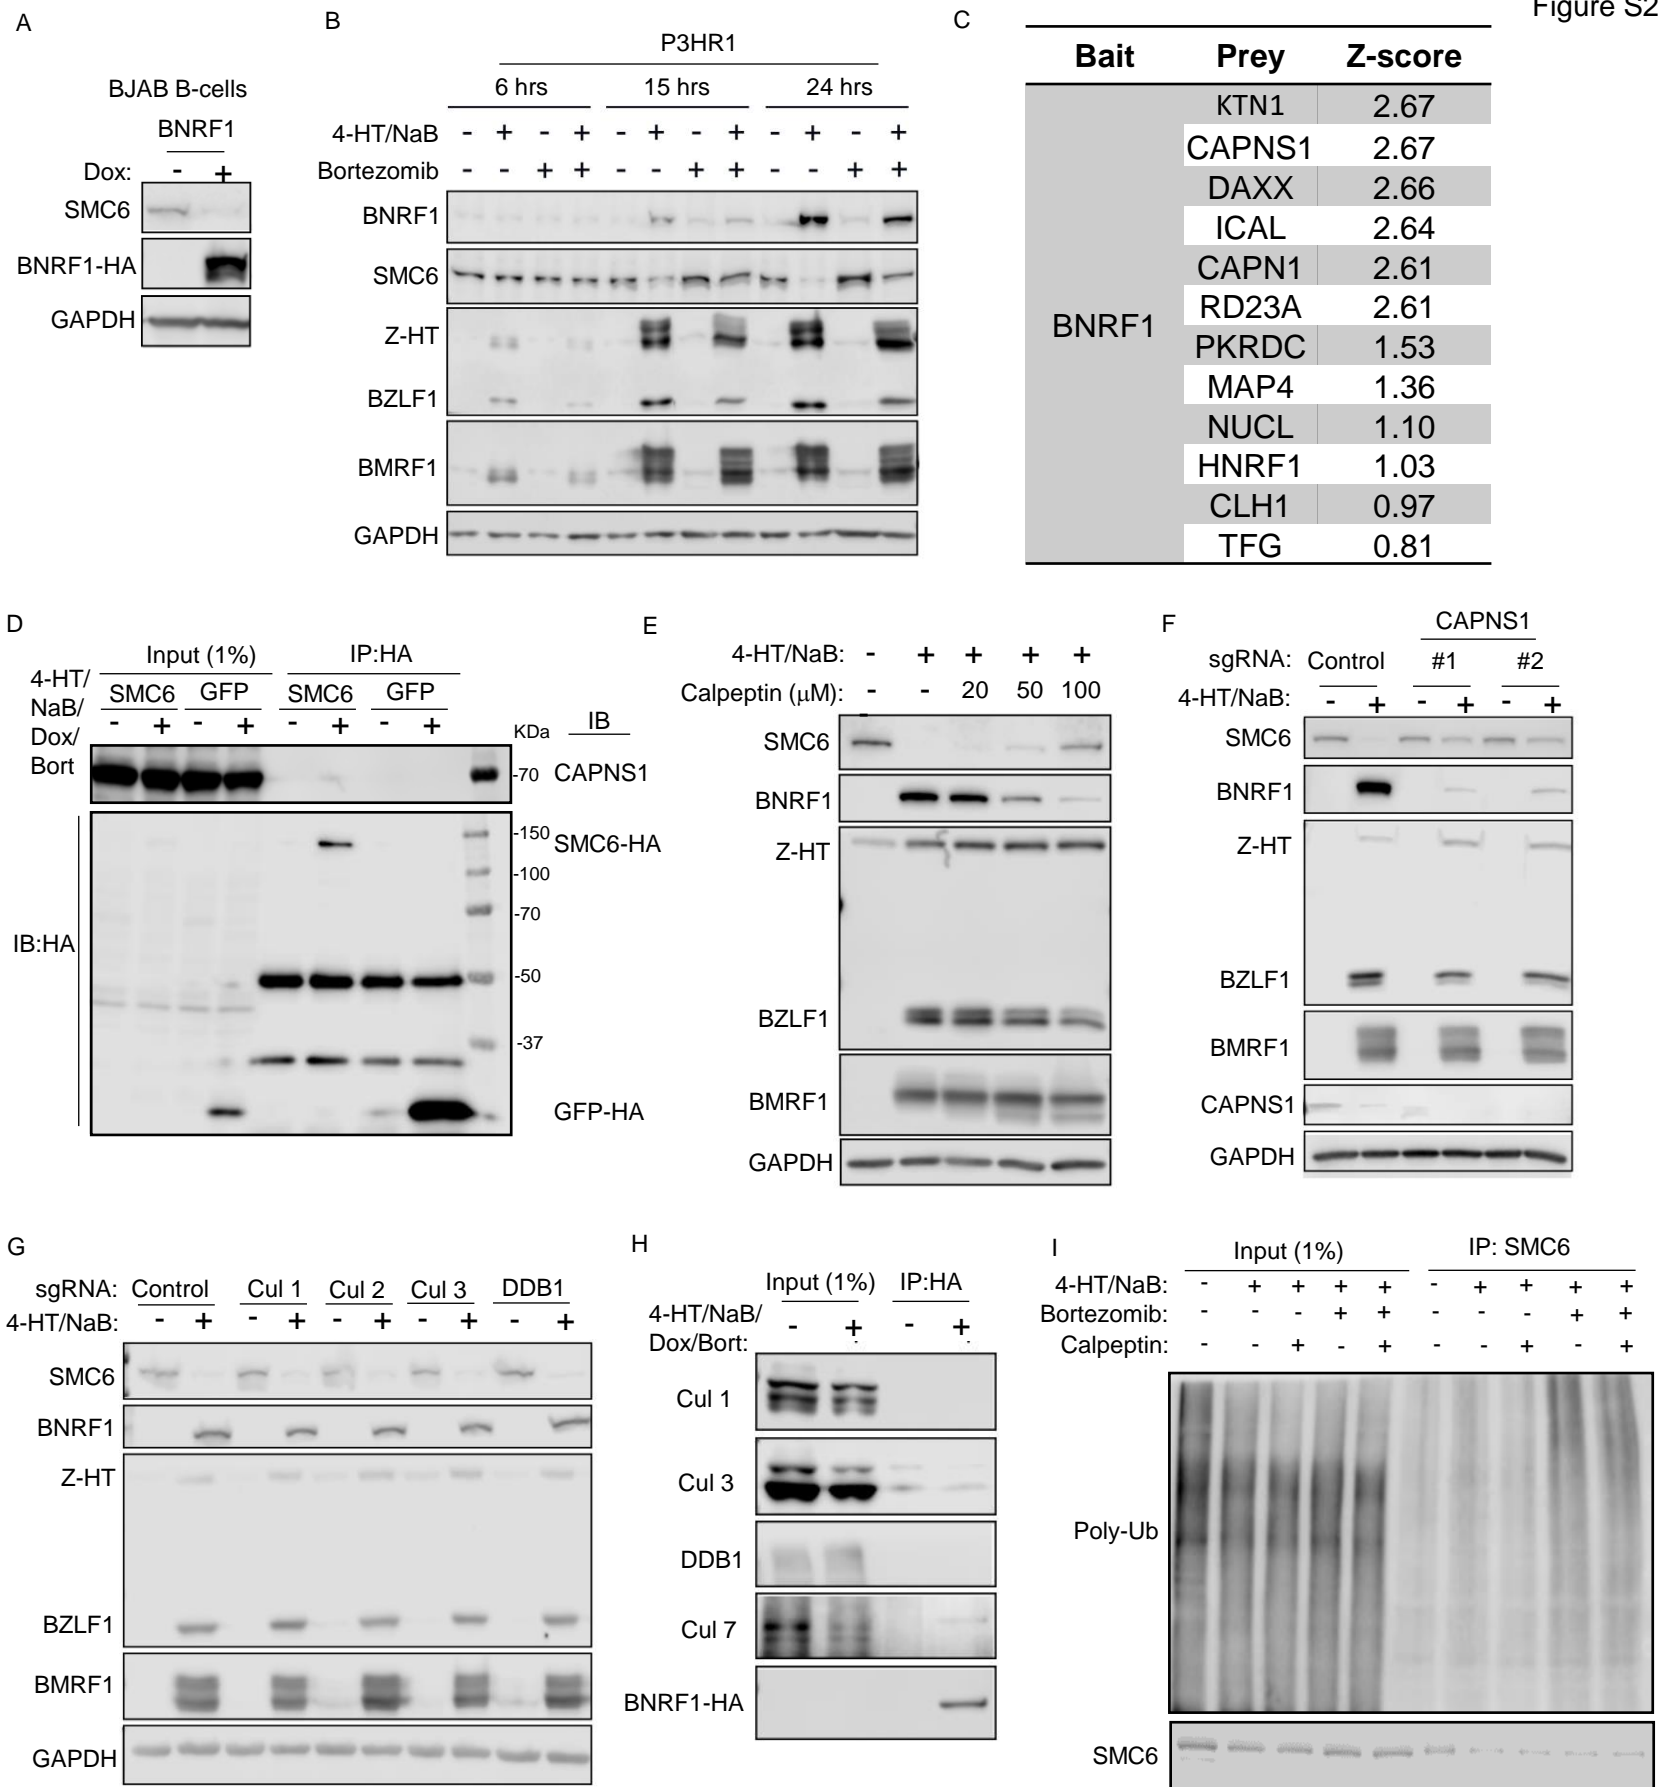 Figure S2
A
BJAB B-cells
BNRF1
Dox: - +
SMC6
BNRF1-HA
GAPDH
B
P3HR1
6 hrs 15 hrs 24 hrs
4-HT/NaB - + - + - + - + - + - +
Bortezomib - - + + - - + + - - + +
BNRF1
SMC6
Z-HT
BZLF1
BMRF1
GAPDH
C
Bait Prey Z-score
BNRF1
KTN1 2.67
CAPNS1 2.67
DAXX 2.66
ICAL 2.64
CAPN1 2.61
RD23A 2.61
PKRDC 1.53
MAP4 1.36
NUCL 1.10
HNRF1 1.03
CLH1 0.97
TFG 0.81
D
Input (1%) IP:HA
4-HT/
NaB/
Dox/
Bort
SMC6 GFP SMC6 GFP
- + - + - + - +
KDa IB
-70 CAPNS1
-150 SMC6-HA
-100
-70
IB:HA
-50
-37
GFP-HA
E
4-HT/NaB: - + + + +
Calpeptin (μM): - - 20 50 100
SMC6
BNRF1
Z-HT
BZLF1
BMRF1
GAPDH
F
CAPNS1
sgRNA: Control #1 #2
4-HT/NaB: - + - + - +
SMC6
BNRF1
Z-HT
BZLF1
BMRF1
CAPNS1
GAPDH
G
sgRNA: Control Cul 1 Cul 2 Cul 3 DDB1
4-HT/NaB: - + - + - + - + - +
SMC6
BNRF1
Z-HT
BZLF1
BMRF1
GAPDH
H
Input (1%) IP:HA
4-HT/NaB/
Dox/Bort: - + - +
Cul 1
Cul 3
DDB1
Cul 7
BNRF1-HA
I
Input (1%) IP: SMC6
4-HT/NaB: - + + + + - + + + +
Bortezomib: - - - + + - - - + +
Calpeptin: - - + - + - - + - +
Poly-Ub
SMC6